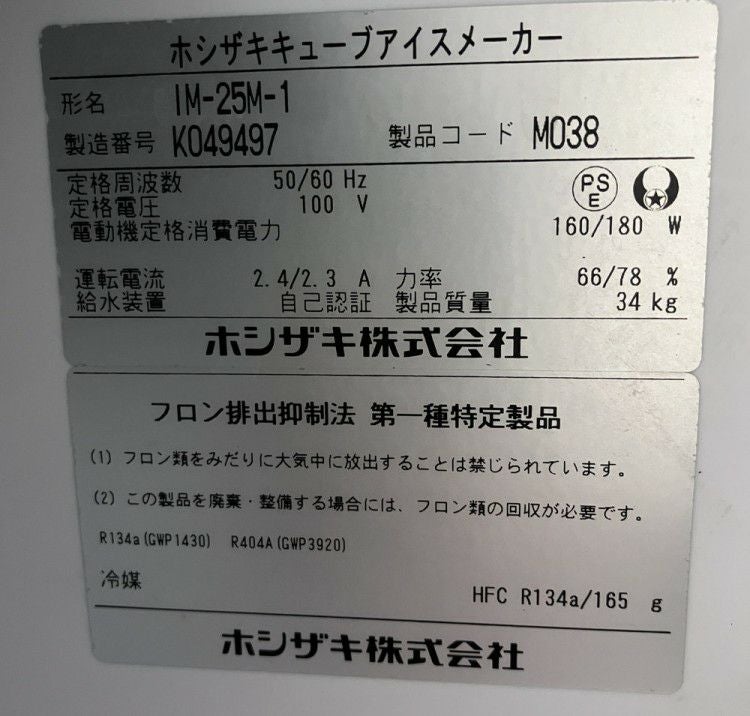 ホシザキキューブアイスメーカー
形名 IM-25M-1
製造番号 K049497 製品コード M038
定格周波数 50/60 Hz
定格電圧 100 V
PS E
電動機定格消費電力 160/180 W
運転電流 2.4/2.3 A 力率 66/78 %
給水装置 自己認証 製品質量 34 kg
ホシザキ株式会社
フロン排出抑制法 第一種特定製品
(1) フロン類をみだりに大気中に放出することは禁じられています。
(2) この製品を廃棄・整備する場合には、フロン類の回収が必要です。
R134a(GWP1430) R404A(GWP3920)
冷媒 HFC R134a/165 g
ホシザキ株式会社